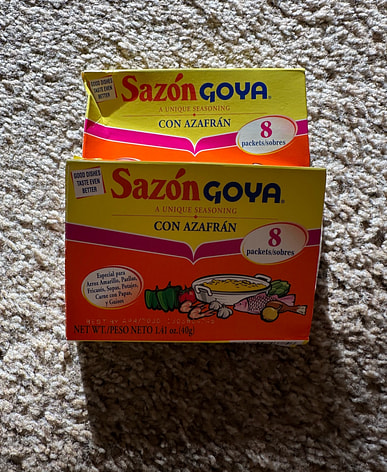 GOOD DISHES
TASTE EVEN
BETTER
Sazón GOYA®
A UNIQUE SEASONING
CON AZAFRÁN
8
packets/sobres
GOOD DISHES
TASTE EVEN
BETTER
Sazón GOYA®
A UNIQUE SEASONING
CON AZAFRÁN
8
packets/sobres
Especial para
Arroz Amarillo, Paellas,
Fricasés, Sopas, Potajes,
Carne con Papas,
y Guisos
NET WT./PESO NETO 1.41 oz. (40g)